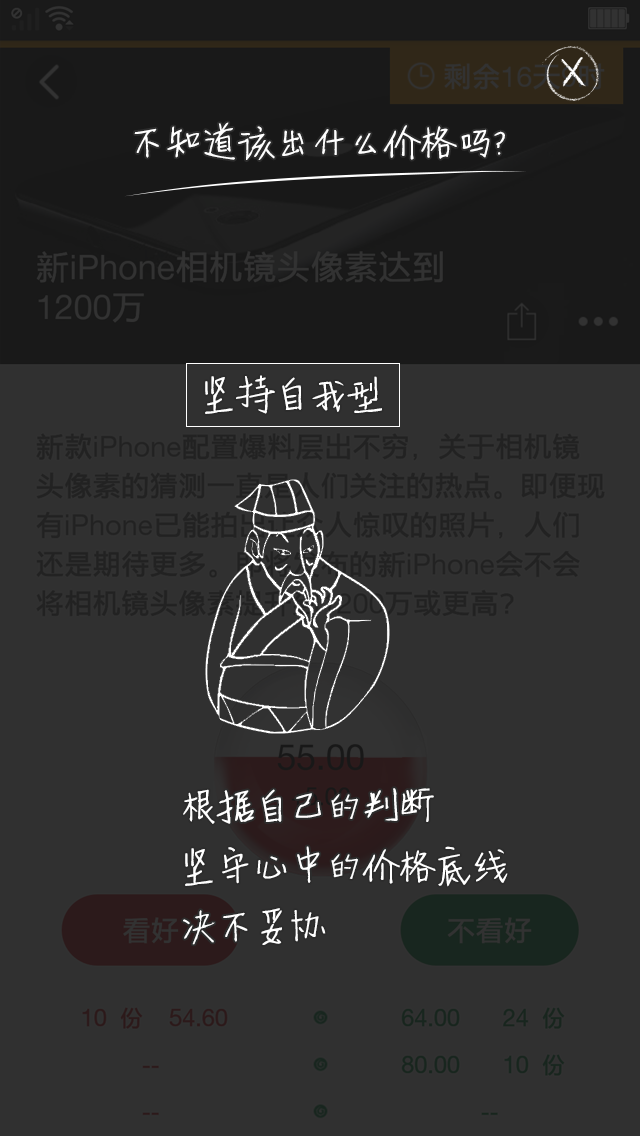 剩余16天
不知道该出什么价格吗?
新iPhone相机镜头像素达到
1200万
坚持自我型
新款iPhone配置爆料层出不穷，关于相机镜
头像素的猜测一直是人们关注的热点。即便现
有iPhone已能拍出让人惊叹的照片，人们
还是期待更多。 布的新iPhone会不会
将相机镜头像素提升 1200万或更高?
55.00
根据自己的判断
坚守心中的价格底线
决不妥协
看好
不看好
10 份 54.60 64.00 24 份
-- 80.00 10 份
-- --